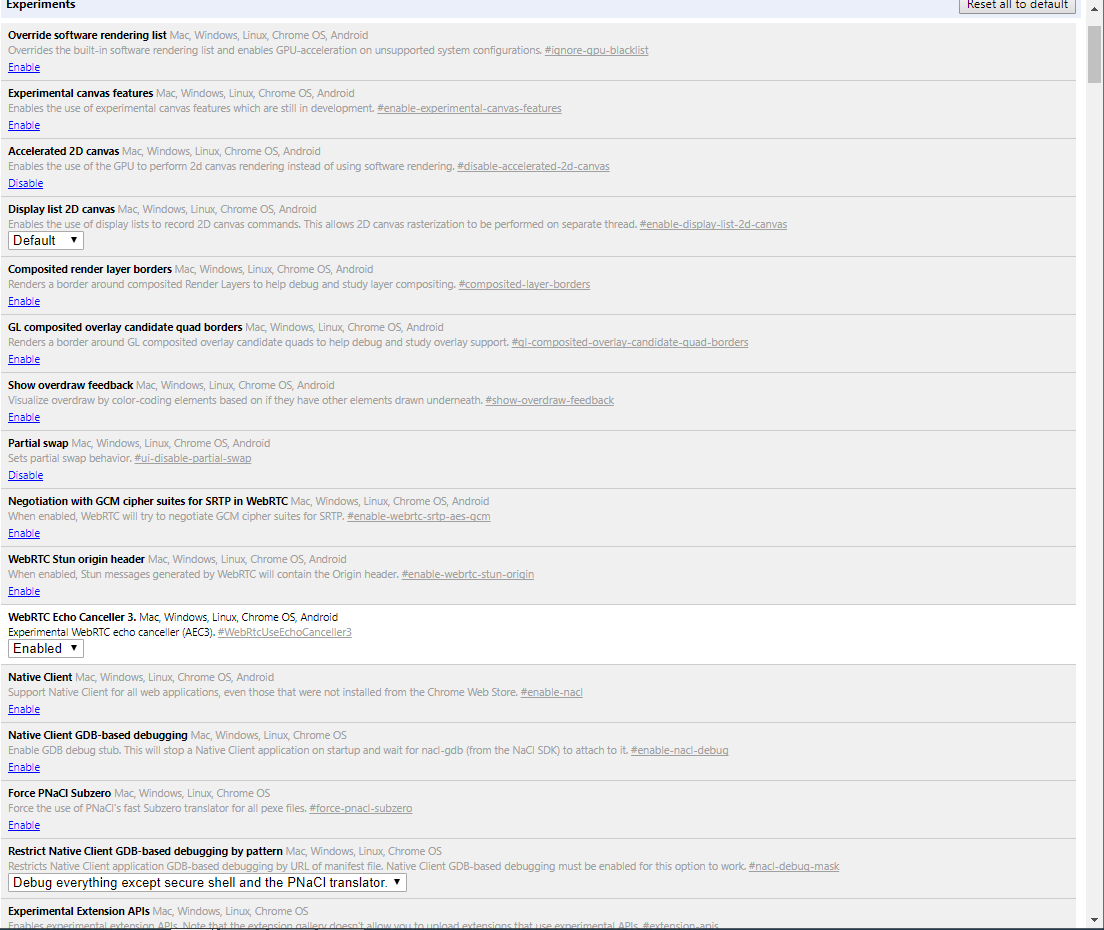 Experiments
Reset all to default
Override software rendering list Mac, Windows, Linux, Chrome OS, Android
Overrides the built-in software rendering list and enables GPU-acceleration on unsupported system configurations. #ignore-gpu-blacklist
Enable
Experimental canvas features Mac, Windows, Linux, Chrome OS, Android
Enables the use of experimental canvas features which are still in development. #enable-experimental-canvas-features
Enable
Accelerated 2D canvas Mac, Windows, Linux, Chrome OS, Android
Enables the use of the GPU to perform 2d canvas rendering instead of using software rendering. #disable-accelerated-2d-canvas
Disable
Display list 2D canvas Mac, Windows, Linux, Chrome OS, Android
Enables the use of display lists to record 2D canvas commands. This allows 2D canvas rasterization to be performed on separate thread. #enable-display-list-2d-canvas
Default
Composited render layer borders Mac, Windows, Linux, Chrome OS, Android
Renders a border around composited Render Layers to help debug and study layer compositing. #composited-layer-borders
Enable
GL composited overlay candidate quad borders Mac, Windows, Linux, Chrome OS, Android
Renders a border around GL composited overlay candidate quads to help debug and study overlay support. #gl-composited-overlay-candidate-quad-borders
Enable
Show overdraw feedback Mac, Windows, Linux, Chrome OS, Android
Visualize overdraw by color-coding elements based on if they have other elements drawn underneath. #show-overdraw-feedback
Enable
Partial swap Mac, Windows, Linux, Chrome OS, Android
Sets partial swap behavior. #ui-disable-partial-swap
Disable
Negotiation with GCM cipher suites for SRTP in WebRTC Mac, Windows, Linux, Chrome OS, Android
When enabled, WebRTC will try to negotiate GCM cipher suites for SRTP. #enable-webrtc-srtp-aes-gcm
Enable
WebRTC Stun origin header Mac, Windows, Linux, Chrome OS, Android
When enabled, Stun messages generated by WebRTC will contain the Origin header. #enable-webrtc-stun-origin
Enable
WebRTC Echo Canceller 3. Mac, Windows, Linux, Chrome OS, Android
Experimental WebRTC echo canceller (AEC3). #WebRtcUseEchoCanceller3
Enabled
Native Client Mac, Windows, Linux, Chrome OS, Android
Support Native Client for all web applications, even those that were not installed from the Chrome Web Store. #enable-nacl
Enable
Native Client GDB-based debugging Mac, Windows, Linux, Chrome OS
Enable GDB debug stub. This will stop a Native Client application on startup and wait for nacl-gdb (from the NaCl SDK) to attach to it. #enable-nacl-debug
Enable
Force PNaCl Subzero Mac, Windows, Linux, Chrome OS
Force the use of PNaCl's fast Subzero translator for all pexe files. #force-pnacl-subzero
Enable
Restrict Native Client GDB-based debugging by pattern Mac, Windows, Linux, Chrome OS
Restricts Native Client application GDB-based debugging by URL of manifest file. Native Client GDB-based debugging must be enabled for this option to work. #nacl-debug-mask
Debug everything except secure shell and the PNaCl translator.
Experimental Extension APIs Mac, Windows, Linux, Chrome OS
Enables experimental extension APIs. Note that the extension gallery doesn't allow you to upload extensions that use experimental APIs. #extension-apis